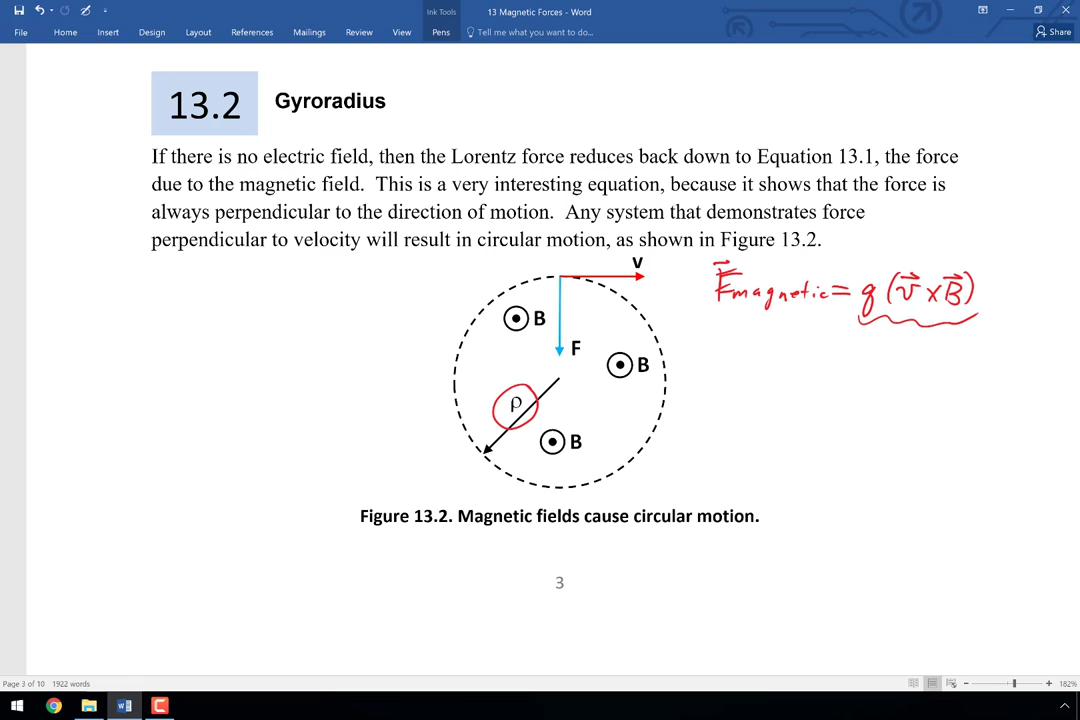 Ink Tools
13 Magnetic Forces - Word
File Home Insert Design Layout References Mailings Review View Pens Tell me what you want to do... Share
13.2 Gyroradius
If there is no electric field, then the Lorentz force reduces back down to Equation 13.1, the force
due to the magnetic field. This is a very interesting equation, because it shows that the force is
always perpendicular to the direction of motion. Any system that demonstrates force
perpendicular to velocity will result in circular motion, as shown in Figure 13.2.
v
F⃗magnetic = q (v⃗ × B⃗)
B
F
B
ρ
B
Figure 13.2. Magnetic fields cause circular motion.
3
Page 3 of 10 1922 words
182%